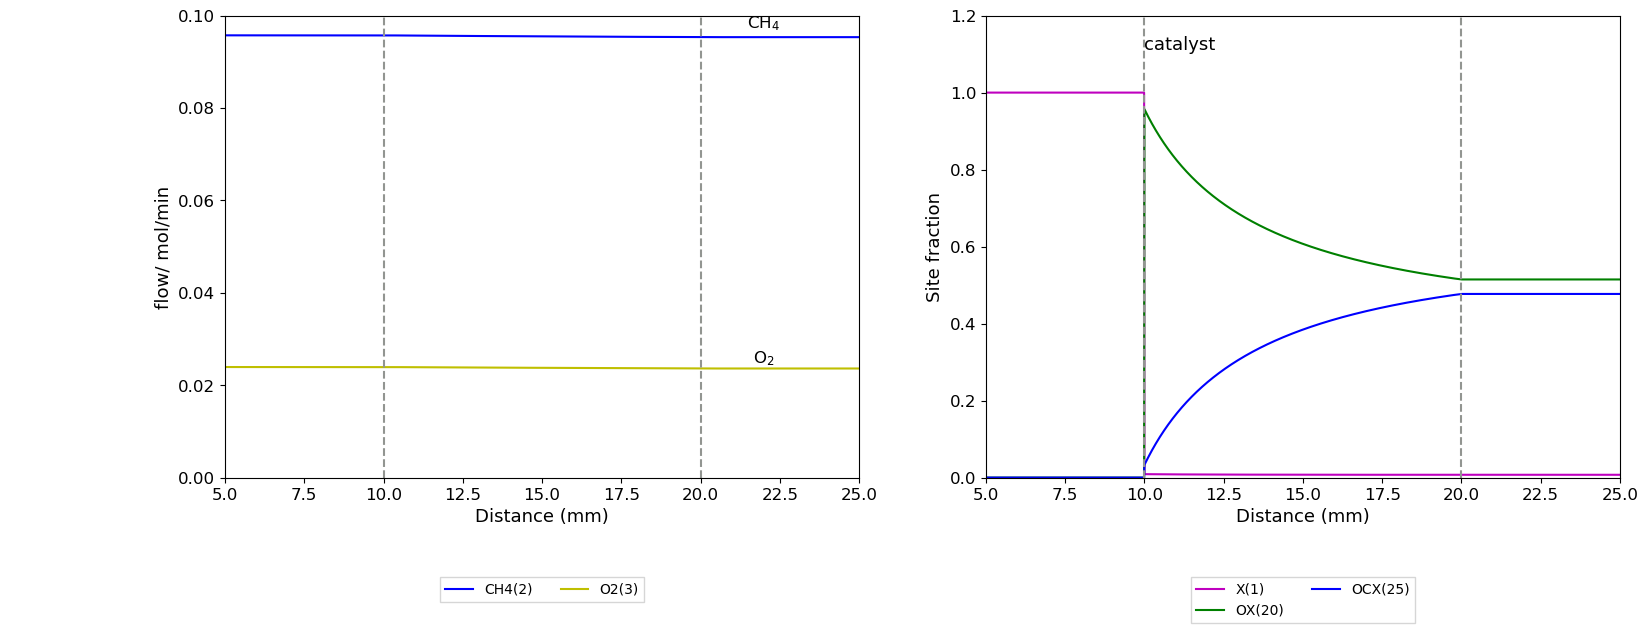 0.10
0.08
0.06
0.04
0.02
0.00
flow/ mol/min
CH₄
O₂
5.0 7.5 10.0 12.5 15.0 17.5 20.0 22.5 25.0
Distance (mm)
CH4(2) O2(3)
1.2
1.0
0.8
0.6
0.4
0.2
0.0
Site fraction
catalyst
5.0 7.5 10.0 12.5 15.0 17.5 20.0 22.5 25.0
Distance (mm)
X(1) OCX(25)
OX(20)